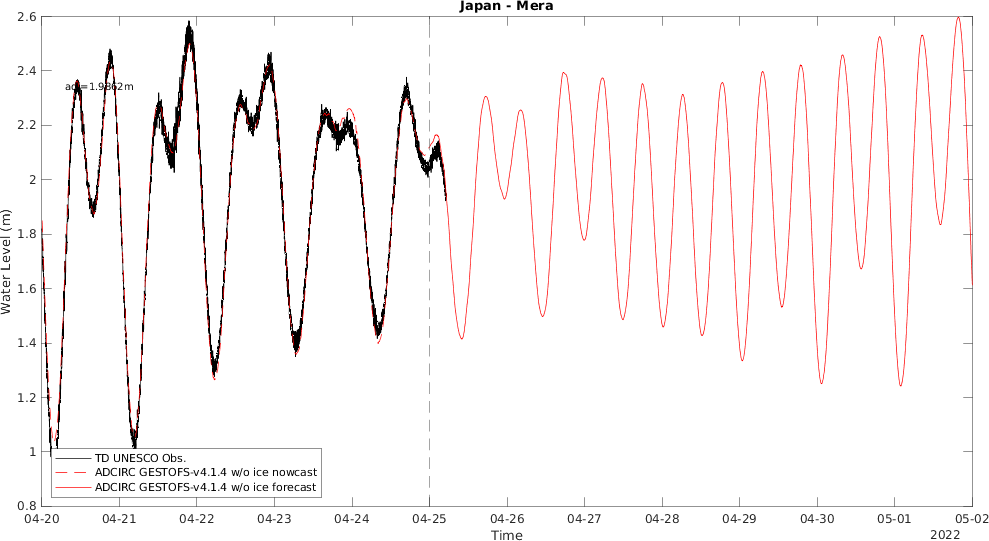 Japan - Mera
2.6
2.4
2.2
2
1.8
1.6
1.4
1.2
1
0.8
Water Level (m)
TD UNESCO Obs.
ADCIRC GESTOFS-v4.1.4 w/o ice nowcast
ADCIRC GESTOFS-v4.1.4 w/o ice forecast
04-20 04-21 04-22 04-23 04-24 04-25 04-26 04-27 04-28 04-29 04-30 05-01 05-02
Time
2022